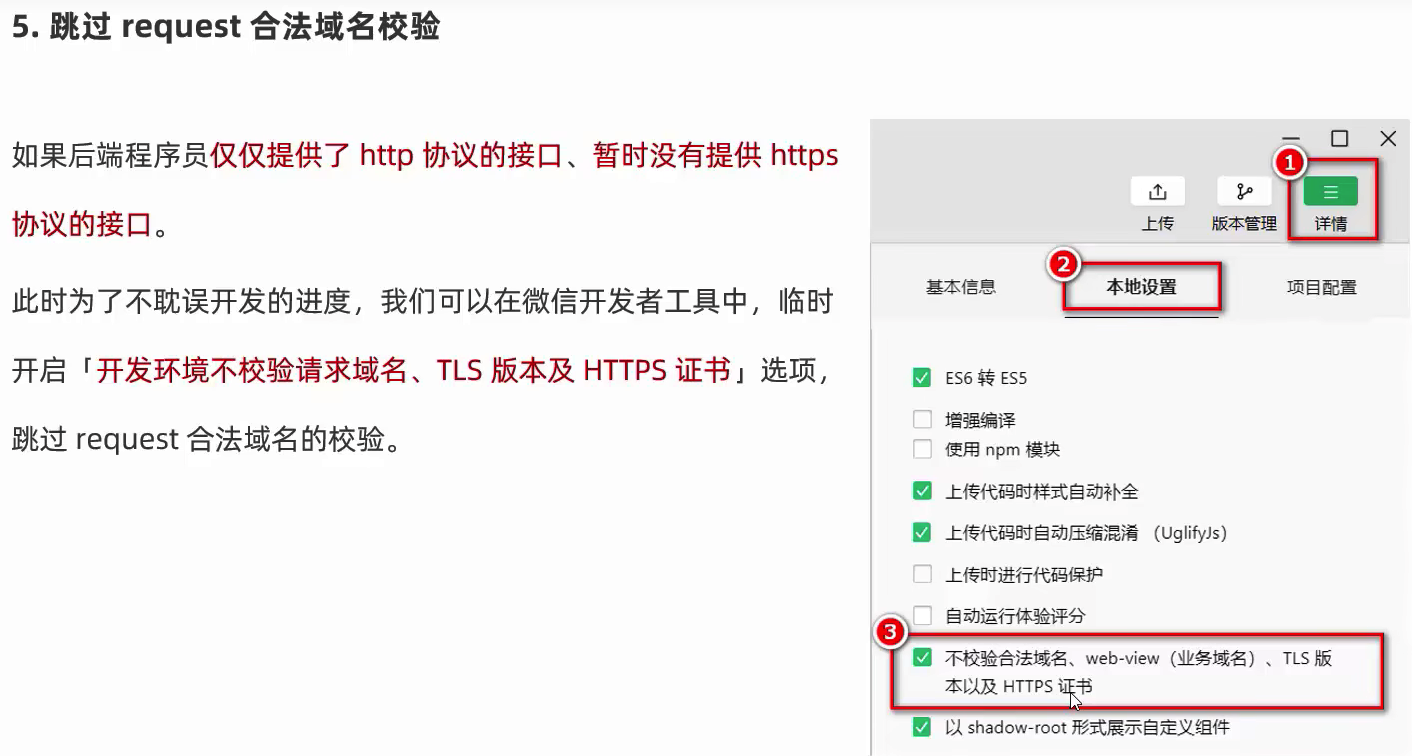 5. 跳过 request 合法域名校验
如果后端程序员仅仅提供了 http 协议的接口、暂时没有提供 https
协议的接口。
此时为了不耽误开发的进度，我们可以在微信开发者工具中，临时
开启「开发环境不校验请求域名、TLS 版本及 HTTPS 证书」选项，
跳过 request 合法域名的校验。
1
上传
版本管理
详情
2
基本信息
本地设置
项目配置
ES6 转 ES5
增强编译
使用 npm 模块
上传代码时样式自动补全
上传代码时自动压缩混淆 （UglifyJs）
上传时进行代码保护
自动运行体验评分
3
不校验合法域名、web-view（业务域名）、TLS 版
本以及 HTTPS 证书
以 shadow-root 形式展示自定义组件